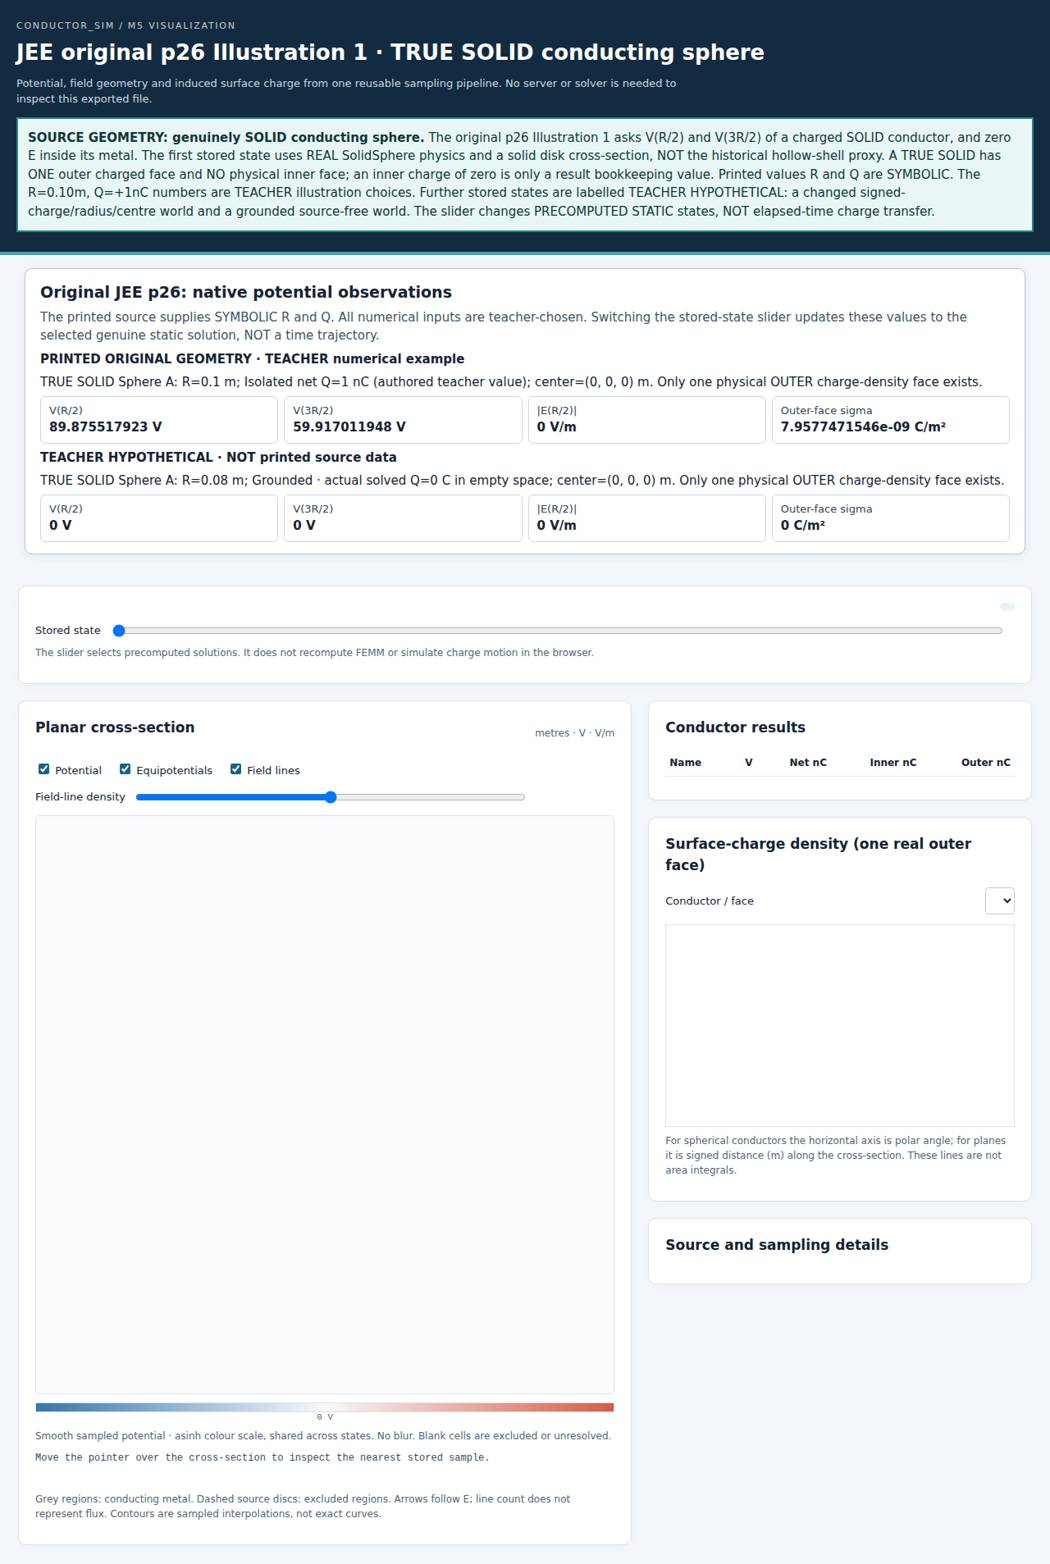 CONDUCTOR_SIM / M5 VISUALIZATION
JEE original p26 Illustration 1 · TRUE SOLID conducting sphere
Potential, field geometry and induced surface charge from one reusable sampling pipeline. No server or solver is needed to
inspect this exported file.
SOURCE GEOMETRY: genuinely SOLID conducting sphere. The original p26 Illustration 1 asks V(R/2) and V(3R/2) of a charged SOLID conductor, and zero
E inside its metal. The first stored state uses REAL SolidSphere physics and a solid disk cross-section, NOT the historical hollow-shell proxy. A TRUE SOLID has
ONE outer charged face and NO physical inner face; an inner charge of zero is only a result bookkeeping value. Printed values R and Q are SYMBOLIC. The
R=0.10m, Q=+1nC numbers are TEACHER illustration choices. Further stored states are labelled TEACHER HYPOTHETICAL: a changed signed-
charge/radius/centre world and a grounded source-free world. The slider changes PRECOMPUTED STATIC states, NOT elapsed-time charge transfer.
Original JEE p26: native potential observations
The printed source supplies SYMBOLIC R and Q. All numerical inputs are teacher-chosen. Switching the stored-state slider updates these values to the
selected genuine static solution, NOT a time trajectory.
PRINTED ORIGINAL GEOMETRY · TEACHER numerical example
TRUE SOLID Sphere A: R=0.1 m; Isolated net Q=1 nC (authored teacher value); center=(0, 0, 0) m. Only one physical OUTER charge-density face exists.
V(R/2) V(3R/2) |E(R/2)| Outer-face sigma
89.875517923 V 59.917011948 V 0 V/m 7.9577471546e-09 C/m²
TEACHER HYPOTHETICAL · NOT printed source data
TRUE SOLID Sphere A: R=0.08 m; Grounded · actual solved Q=0 C in empty space; center=(0, 0, 0) m. Only one physical OUTER charge-density face exists.
V(R/2) V(3R/2) |E(R/2)| Outer-face sigma
0 V 0 V 0 V/m 0 C/m²
Stored state
The slider selects precomputed solutions. It does not recompute FEMM or simulate charge motion in the browser.
Planar cross-section
metres · V · V/m
Potential Equipotentials Field lines
Field-line density
0 V
Smooth sampled potential · asinh colour scale, shared across states. No blur. Blank cells are excluded or unresolved.
Move the pointer over the cross-section to inspect the nearest stored sample.
Grey regions: conducting metal. Dashed source discs: excluded regions. Arrows follow E; line count does not
represent flux. Contours are sampled interpolations, not exact curves.
Conductor results
Name V Net nC Inner nC Outer nC
Surface-charge density (one real outer
face)
Conductor / face
For spherical conductors the horizontal axis is polar angle; for planes
it is signed distance (m) along the cross-section. These lines are not
area integrals.
Source and sampling details